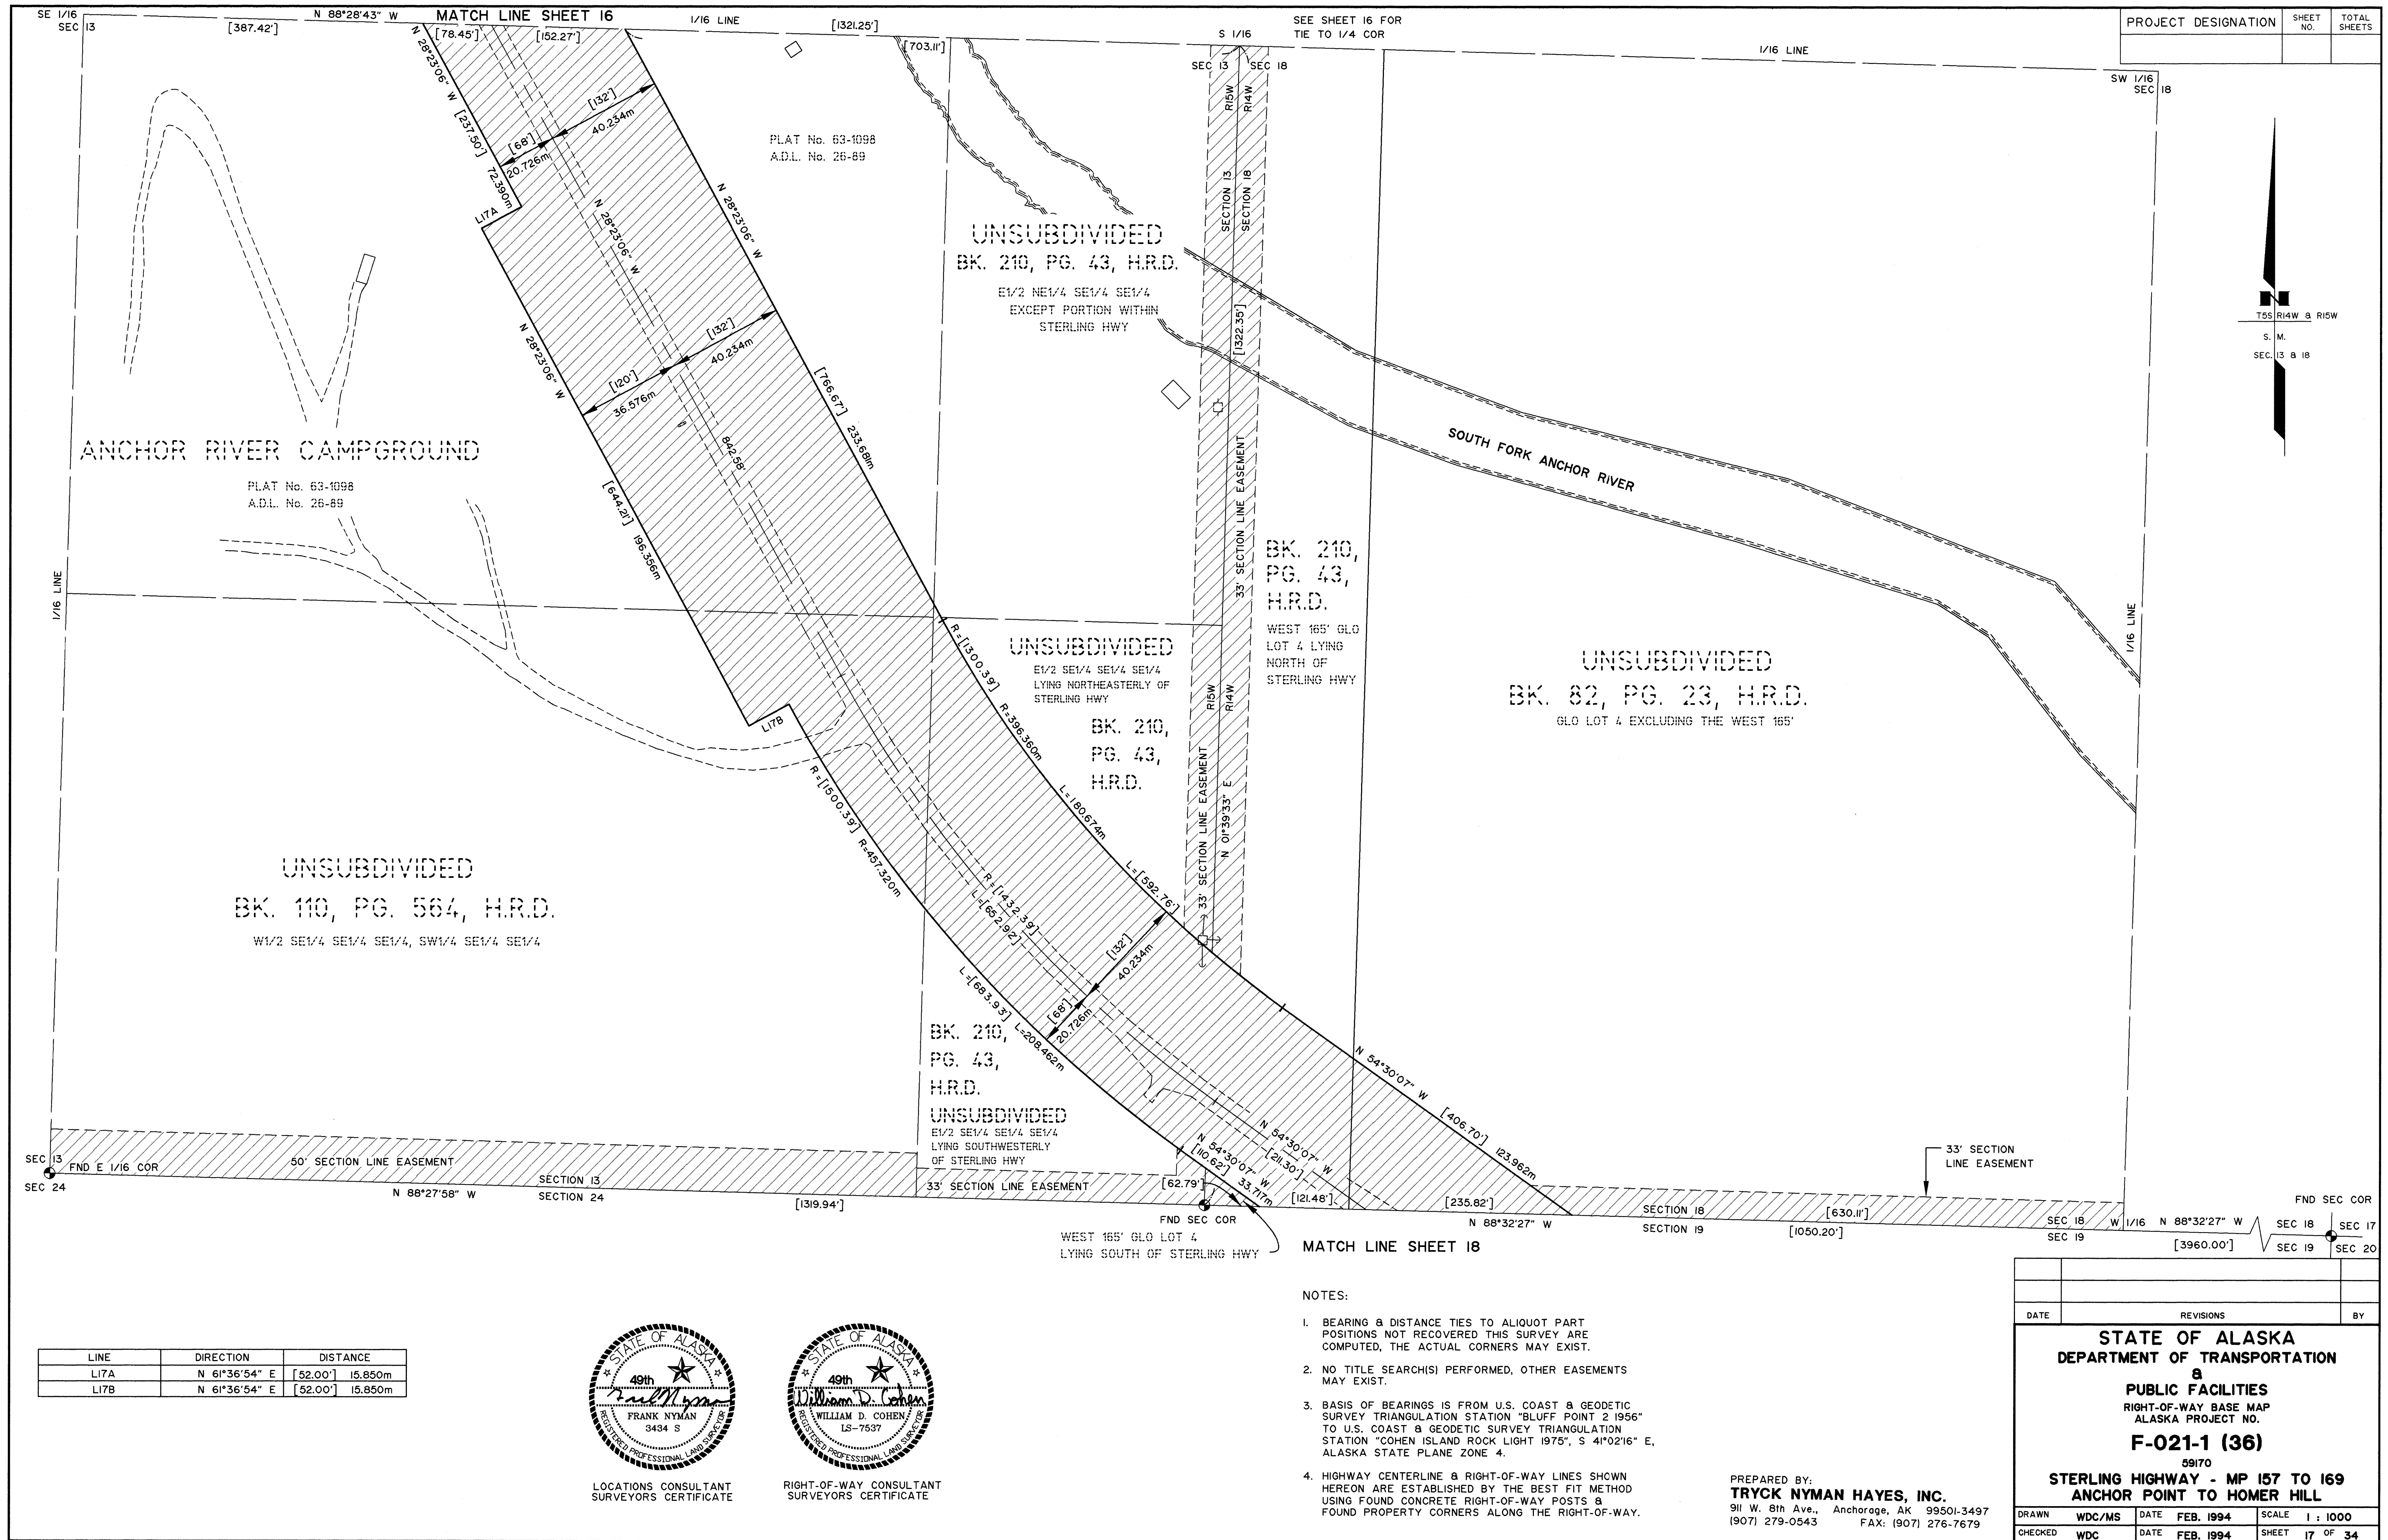 SE 1/16
SEC 13
[387.42']
N 88°28'43" W
MATCH LINE SHEET 16
[78.45']
[152.27']
1/16 LINE
[1321.25']
[703.11']
S 1/16
SEC 13
SEC 18
SEE SHEET 16 FOR
TIE TO 1/4 COR
1/16 LINE
SW 1/16
SEC 18
PROJECT DESIGNATION
SHEET NO.
TOTAL SHEETS
N 28°23'06" W
[237.50']
72.390m
[68']
20.726m
[132']
40.234m
L17A
N 28°23'06" W
N 28°23'06" W
PLAT No. 63-1098
A.D.L. No. 26-89
UNSUBDIVIDED
BK. 210, PG. 43, H.R.D.
E1/2 NE1/4 SE1/4 SE1/4
EXCEPT PORTION WITHIN
STERLING HWY
R15W
R14W
SECTION 13
SECTION 18
[1322.35']
33' SECTION LINE EASEMENT
N
T5S R14W & R15W
S. M.
SEC. 13 & 18
N 28°23'06" W
[120']
36.576m
[132']
40.234m
[766.67']
233.681m
842.58'
[644.21']
196.356m
ANCHOR RIVER CAMPGROUND
PLAT No. 63-1098
A.D.L. No. 26-89
SOUTH FORK ANCHOR RIVER
1/16 LINE
1/16 LINE
BK. 210,
PG. 43,
H.R.D.
WEST 165' GLO
LOT 4 LYING
NORTH OF
STERLING HWY
UNSUBDIVIDED
E1/2 SE1/4 SE1/4 SE1/4
LYING NORTHEASTERLY OF
STERLING HWY
BK. 210,
PG. 43,
H.R.D.
UNSUBDIVIDED
BK. 82, PG. 23, H.R.D.
GLO LOT 4 EXCLUDING THE WEST 165'
R15W
R14W
33' SECTION LINE EASEMENT
N 01°39'33" E
L17B
R=[1300.39']
R=396.360m
L=180.674m
L=[592.76']
R=[1500.39']
R=457.320m
R=[1432.39']
L=[652.92']
L=[683.93']
L=208.462m
[132']
40.234m
[68']
20.726m
UNSUBDIVIDED
BK. 110, PG. 564, H.R.D.
W1/2 SE1/4 SE1/4 SE1/4, SW1/4 SE1/4 SE1/4
BK. 210,
PG. 43,
H.R.D.
UNSUBDIVIDED
E1/2 SE1/4 SE1/4 SE1/4
LYING SOUTHWESTERLY
OF STERLING HWY
N 54°30'07" W
[406.70']
123.962m
N 54°30'07" W
[211.30']
N 54°30'07" W
[110.62']
33.717m
33' SECTION
LINE EASEMENT
SEC 13
SEC 24
FND E 1/16 COR
50' SECTION LINE EASEMENT
N 88°27'58" W
SECTION 13
SECTION 24
[1319.94']
33' SECTION LINE EASEMENT
[62.79']
FND SEC COR
[121.48']
[235.82']
N 88°32'27" W
SECTION 18
SECTION 19
[630.11']
[1050.20']
SEC 18
SEC 19
W 1/16
N 88°32'27" W
[3960.00']
FND SEC COR
SEC 18
SEC 17
SEC 19
SEC 20
WEST 165' GLO LOT 4
LYING SOUTH OF STERLING HWY
MATCH LINE SHEET 18
LINE DIRECTION DISTANCE
L17A N 61°36'54" E [52.00'] 15.850m
L17B N 61°36'54" E [52.00'] 15.850m
STATE OF ALASKA
49th
Frank Nyman
FRANK NYMAN
3434 S
REGISTERED PROFESSIONAL LAND SURVEYOR
LOCATIONS CONSULTANT
SURVEYORS CERTIFICATE
STATE OF ALASKA
49th
William D. Cohen
WILLIAM D. COHEN
LS-7537
REGISTERED PROFESSIONAL LAND SURVEYOR
RIGHT-OF-WAY CONSULTANT
SURVEYORS CERTIFICATE
NOTES:
1. BEARING & DISTANCE TIES TO ALIQUOT PART
POSITIONS NOT RECOVERED THIS SURVEY ARE
COMPUTED, THE ACTUAL CORNERS MAY EXIST.
2. NO TITLE SEARCH(S) PERFORMED, OTHER EASEMENTS
MAY EXIST.
3. BASIS OF BEARINGS IS FROM U.S. COAST & GEODETIC
SURVEY TRIANGULATION STATION "BLUFF POINT 2 1956"
TO U.S. COAST & GEODETIC SURVEY TRIANGULATION
STATION "COHEN ISLAND ROCK LIGHT 1975", S 41°02'16" E,
ALASKA STATE PLANE ZONE 4.
4. HIGHWAY CENTERLINE & RIGHT-OF-WAY LINES SHOWN
HEREON ARE ESTABLISHED BY THE BEST FIT METHOD
USING FOUND CONCRETE RIGHT-OF-WAY POSTS &
FOUND PROPERTY CORNERS ALONG THE RIGHT-OF-WAY.
PREPARED BY:
TRYCK NYMAN HAYES, INC.
911 W. 8th Ave., Anchorage, AK 99501-3497
(907) 279-0543 FAX: (907) 276-7679
DATE REVISIONS BY
STATE OF ALASKA
DEPARTMENT OF TRANSPORTATION
&
PUBLIC FACILITIES
RIGHT-OF-WAY BASE MAP
ALASKA PROJECT NO.
F-021-1 (36)
59170
STERLING HIGHWAY - MP 157 TO 169
ANCHOR POINT TO HOMER HILL
DRAWN WDC/MS DATE FEB. 1994 SCALE 1 : 1000
CHECKED WDC DATE FEB. 1994 SHEET 17 OF 34